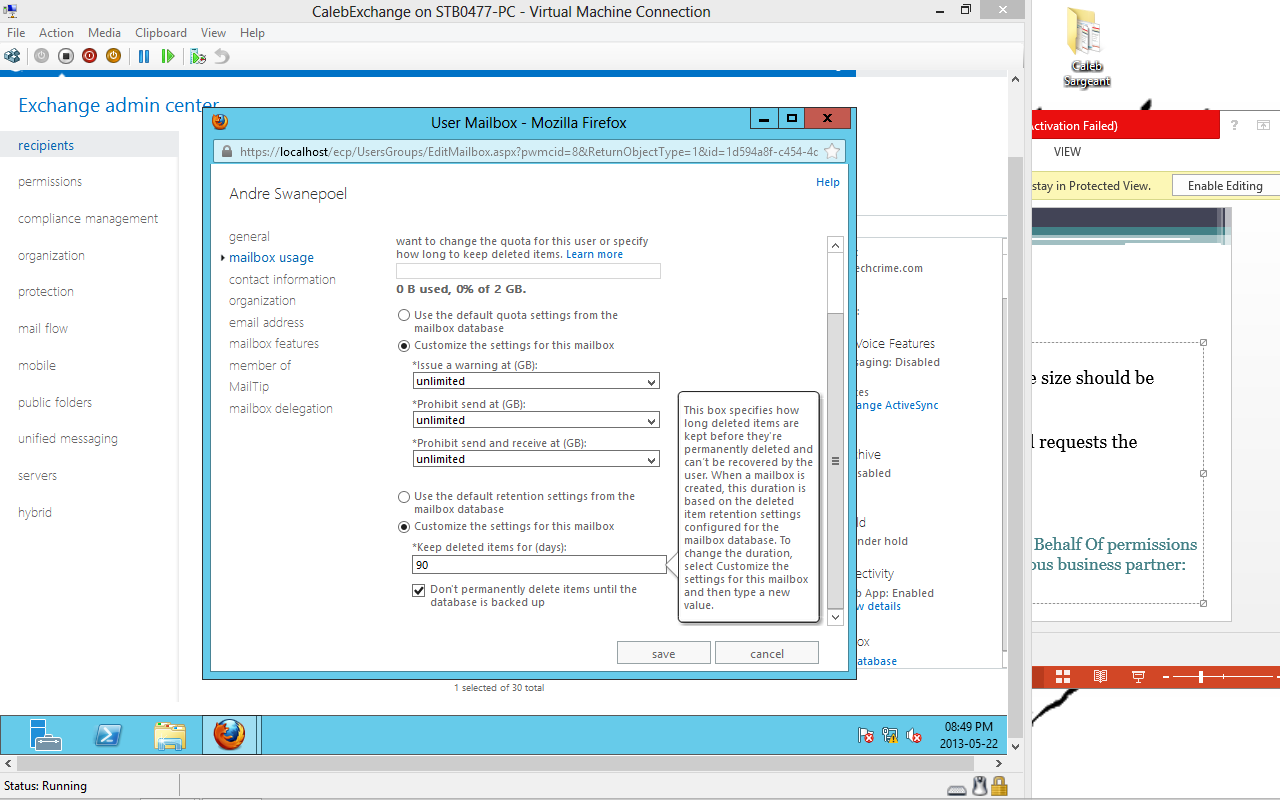 CalebExchange on STB0477-PC - Virtual Machine Connection
File Action Media Clipboard View Help
Exchange admin center
recipients
permissions
compliance management
organization
protection
mail flow
mobile
public folders
unified messaging
servers
hybrid
User Mailbox - Mozilla Firefox
https://localhost/ecp/UsersGroups/EditMailbox.aspx?pwmcid=8&ReturnObjectType=1&id=1d594a8f-c454-4c
Help
Andre Swanepoel
general
mailbox usage
contact information
organization
email address
mailbox features
member of
MailTip
mailbox delegation
want to change the quota for this user or specify
how long to keep deleted items. Learn more
0 B used, 0% of 2 GB.
Use the default quota settings from the
mailbox database
Customize the settings for this mailbox
*Issue a warning at (GB):
unlimited
*Prohibit send at (GB):
unlimited
*Prohibit send and receive at (GB):
unlimited
Use the default retention settings from the
mailbox database
Customize the settings for this mailbox
*Keep deleted items for (days):
90
Don't permanently delete items until the
database is backed up
This box specifies how
long deleted items are
kept before they're
permanently deleted and
can't be recovered by the
user. When a mailbox is
created, this duration is
based on the deleted
item retention settings
configured for the
mailbox database. To
change the duration,
select Customize the
settings for this mailbox
and then type a new
value.
save cancel
1 selected of 30 total
echcrime.com
Voice Features
saging: Disabled
es
ange ActiveSync
hive
sabled
ld
nder hold
ectivity
o App: Enabled
w details
ox
atabase
08:49 PM
2013-05-22
Status: Running
Caleb
Sargeant
Activation Failed)
?
VIEW
stay in Protected View.
Enable Editing
e size should be
l requests the
Behalf Of permissions
ous business partner: